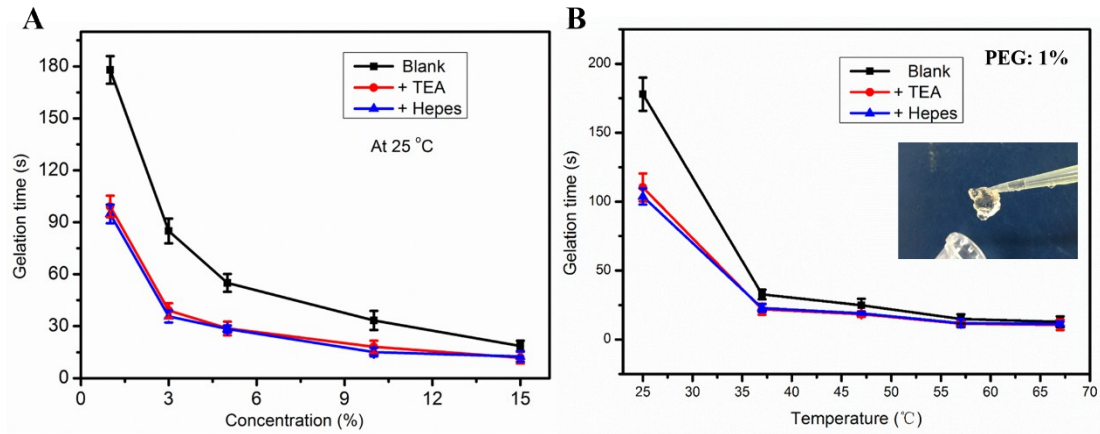 A
180
150
120
90
60
30
0
Gelation time (s)
Blank
+ TEA
+ Hepes
At 25 °C
0
3
6
9
12
15
Concentration (%)
B
200
150
100
50
0
Gelation time (s)
Blank
+ TEA
+ Hepes
PEG: 1%
25
30
35
40
45
50
55
60
65
70
Temperature (℃)